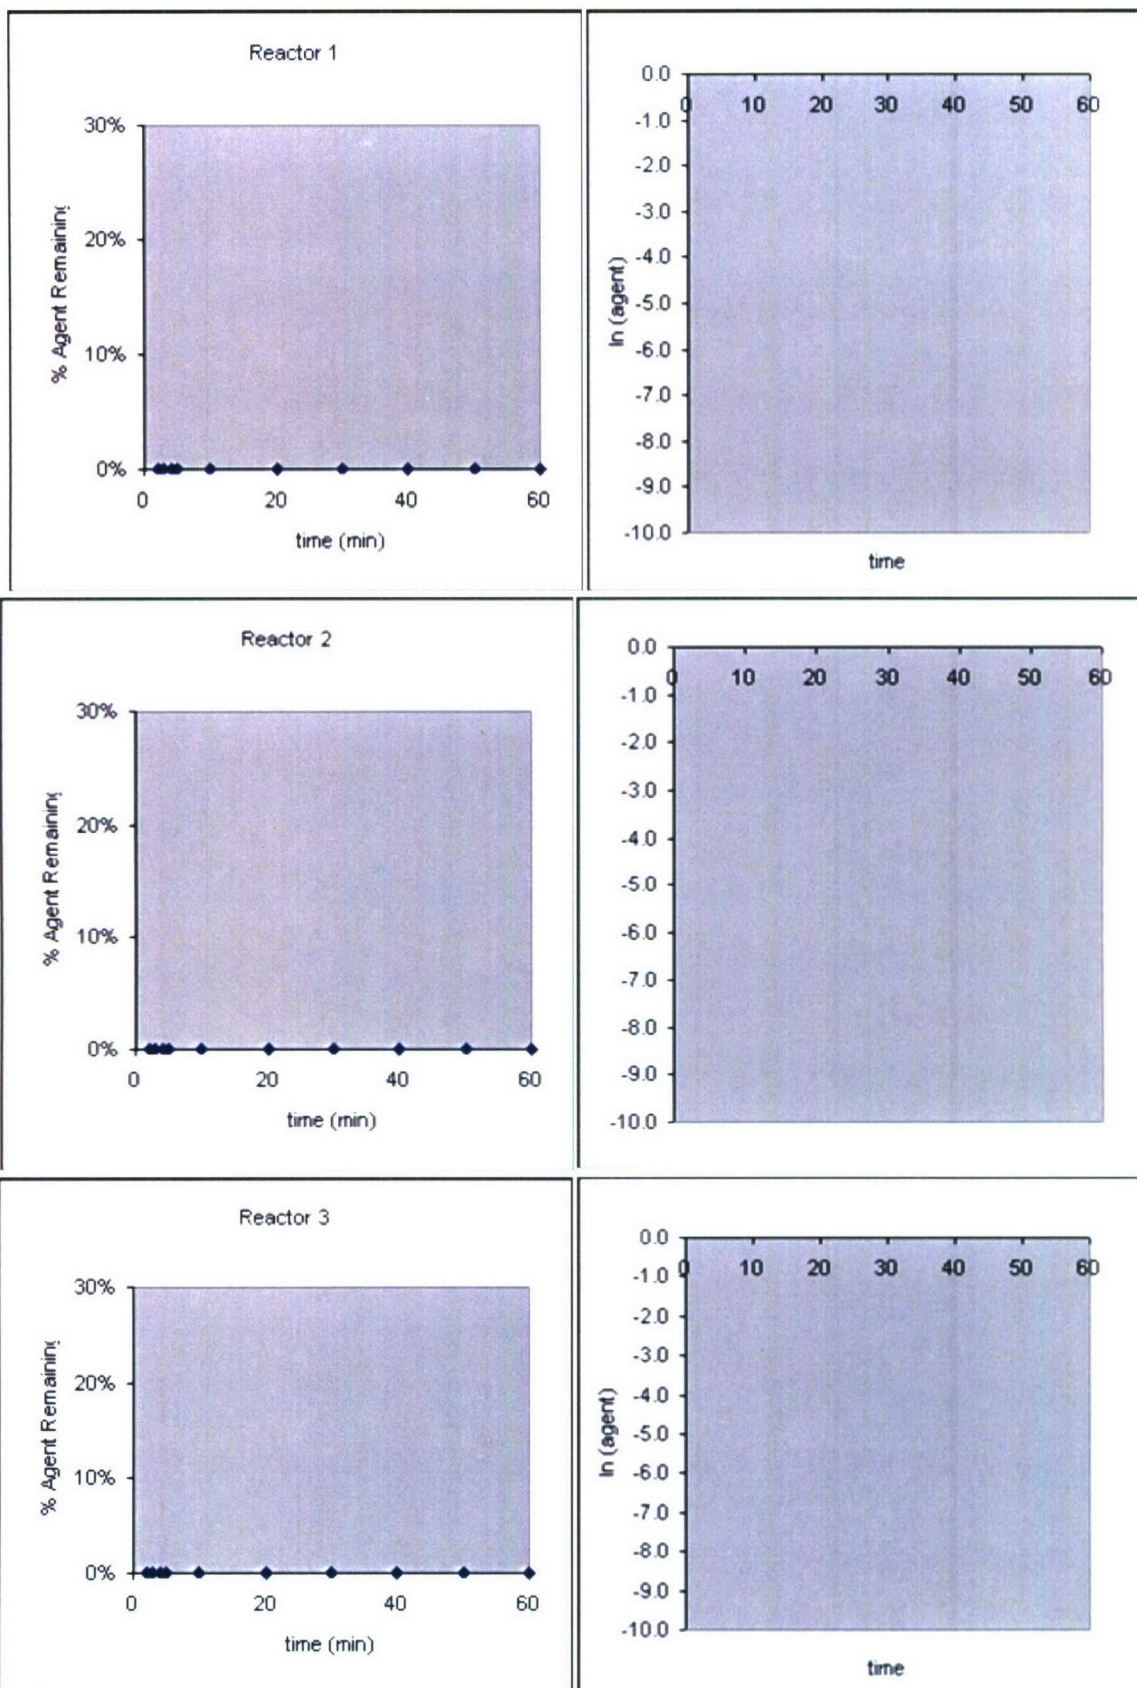 Reactor 1
30%
20%
10%
0%
% Agent Remaining
0 20 40 60
time (min)
0.0
-1.0
-2.0
-3.0
-4.0
-5.0
-6.0
-7.0
-8.0
-9.0
-10.0
0 10 20 30 40 50 60
ln (agent)
time
Reactor 2
30%
20%
10%
0%
% Agent Remaining
0 20 40 60
time (min)
0.0
-1.0
-2.0
-3.0
-4.0
-5.0
-6.0
-7.0
-8.0
-9.0
-10.0
0 10 20 30 40 50 60
Reactor 3
30%
20%
10%
0%
% Agent Remaining
0 20 40 60
time (min)
0.0
-1.0
-2.0
-3.0
-4.0
-5.0
-6.0
-7.0
-8.0
-9.0
-10.0
0 10 20 30 40 50 60
ln (agent)
time